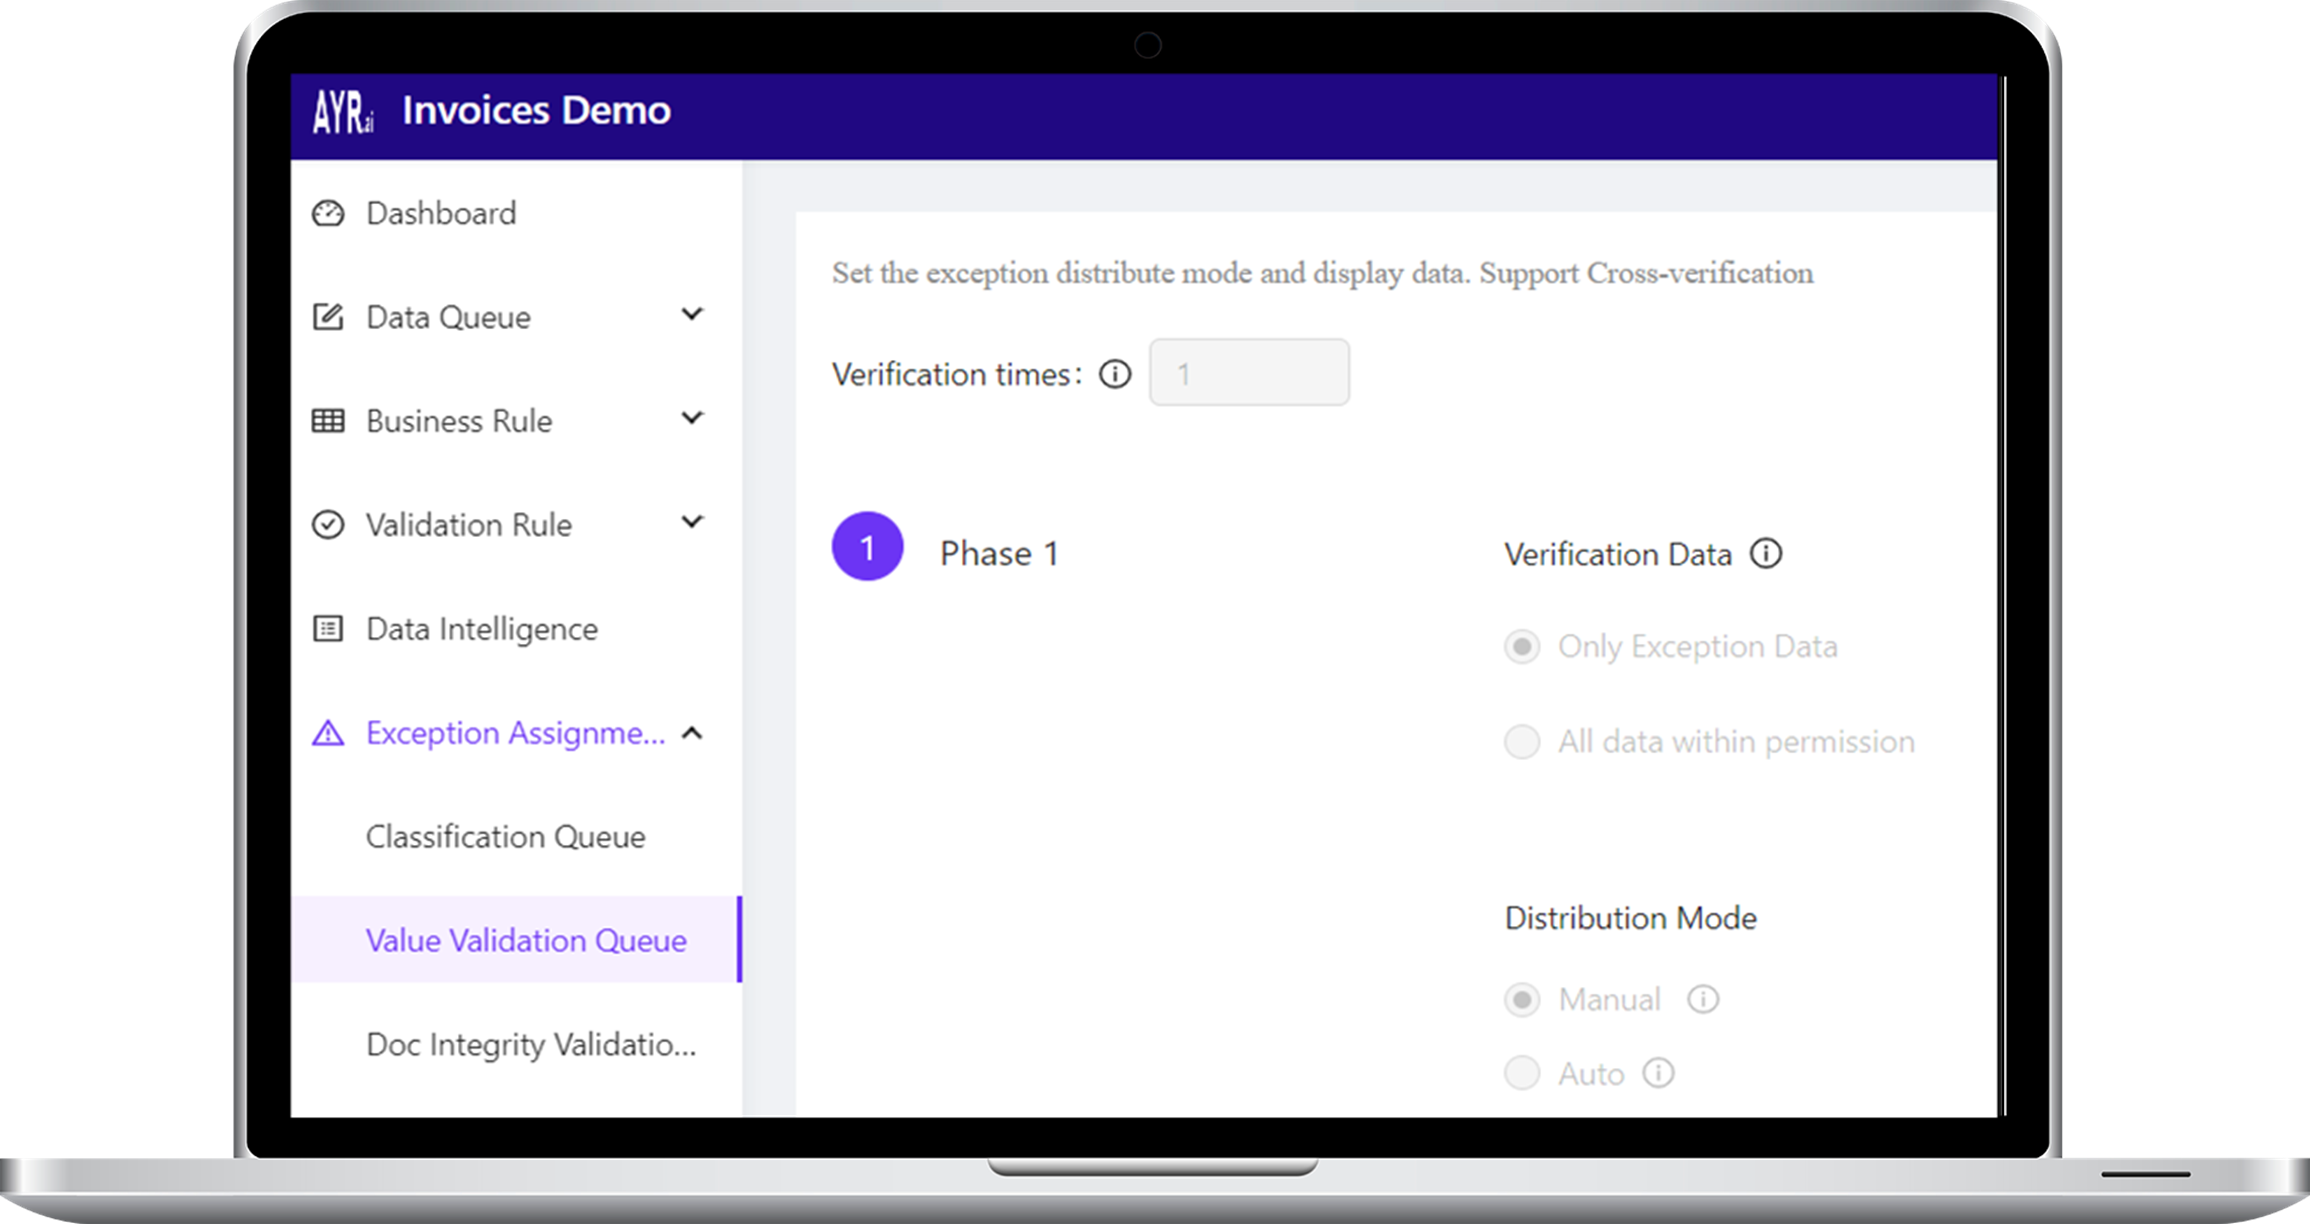 AYR.ai Invoices Demo
Dashboard
Data Queue
Business Rule
Validation Rule
Data Intelligence
Exception Assignme...
Classification Queue
Value Validation Queue
Doc Integrity Validatio...
Set the exception distribute mode and display data. Support Cross-verification
Verification times: 1
1 Phase 1
Verification Data
Only Exception Data
All data within permission
Distribution Mode
Manual
Auto